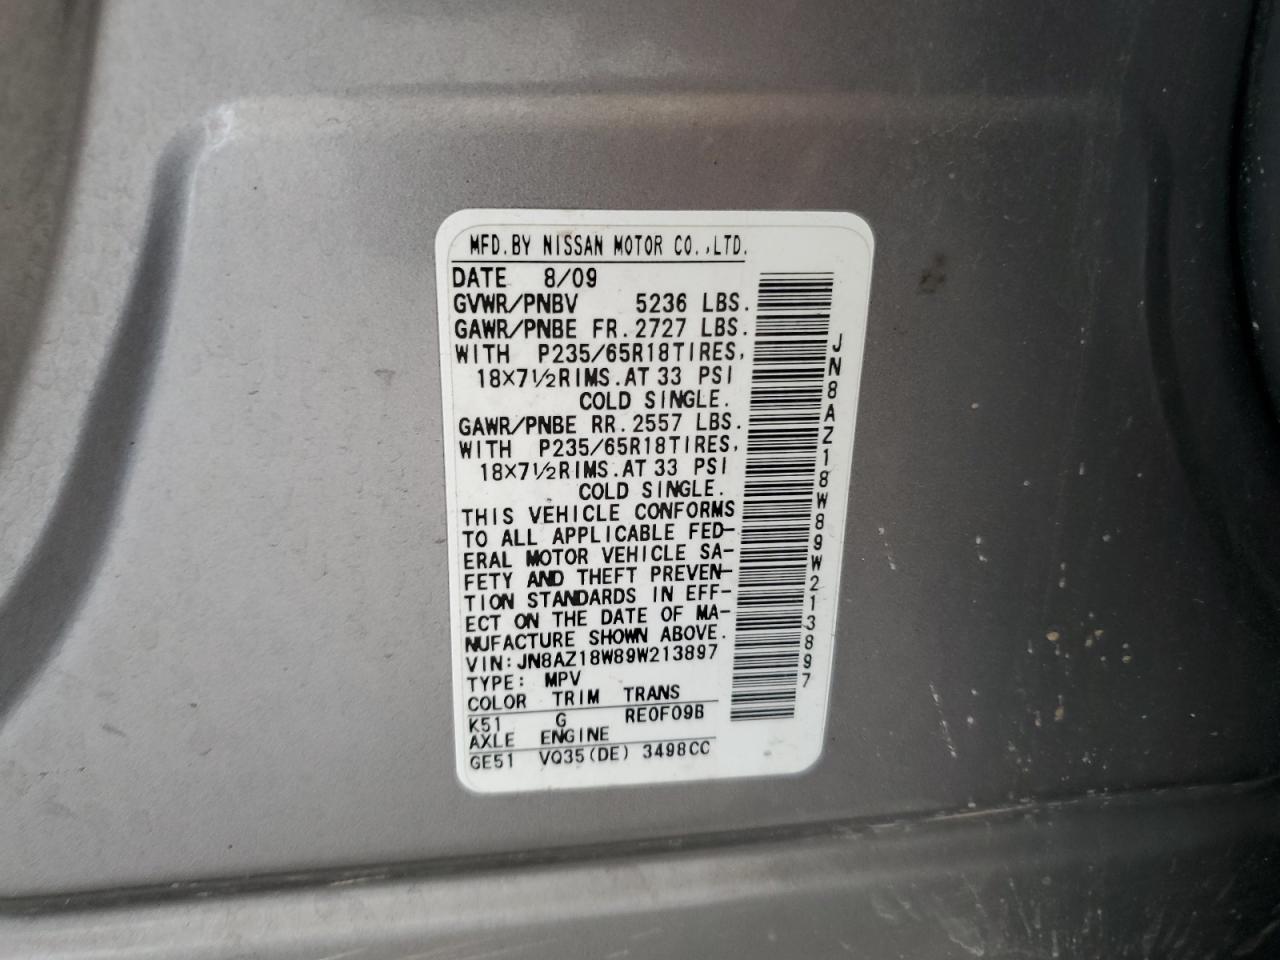 MFD.BY NISSAN MOTOR CO.,LTD.
DATE 8/09
GVWR/PNBV 5236 LBS.
GAWR/PNBE FR.2727 LBS.
WITH P235/65R18TIRES,
18×7½RIMS.AT 33 PSI
COLD SINGLE.
GAWR/PNBE RR.2557 LBS.
WITH P235/65R18TIRES,
18×7½RIMS.AT 33 PSI
COLD SINGLE.
THIS VEHICLE CONFORMS
TO ALL APPLICABLE FED-
ERAL MOTOR VEHICLE SA-
FETY AND THEFT PREVEN-
TION STANDARDS IN EFF-
ECT ON THE DATE OF MA-
NUFACTURE SHOWN ABOVE.
VIN:JN8AZ18W89W213897
TYPE: MPV
COLOR TRIM TRANS
K51 G RE0F09B
AXLE ENGINE
GE51 VQ35(DE) 3498CC
JN8AZ18W89W213897